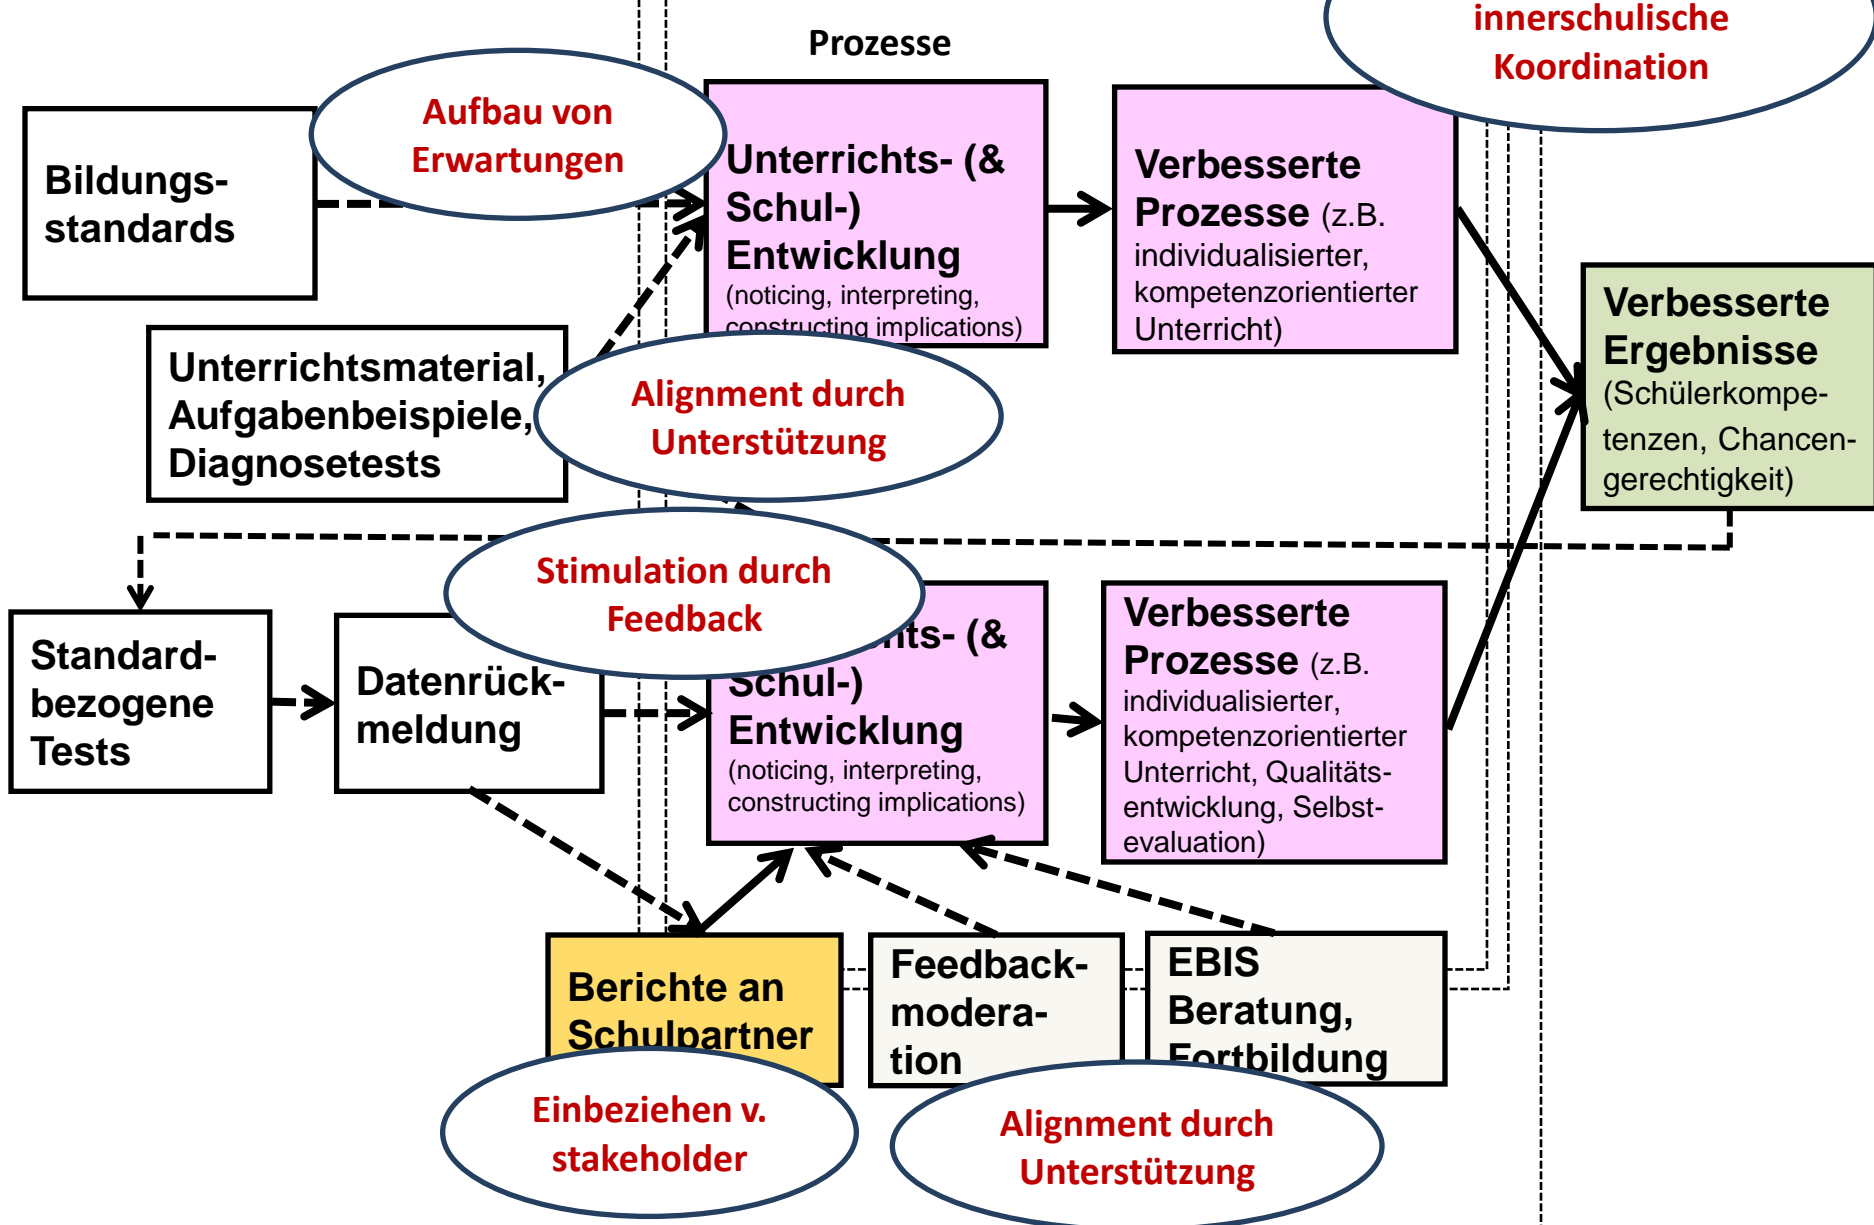 innerschulische
Koordination
Prozesse
Aufbau von
Erwartungen
Bildungs-
standards
Unterrichts- (&
Schul-)
Entwicklung
(noticing, interpreting,
constructing implications)
Verbesserte
Prozesse (z.B.
individualisierter,
kompetenzorientierter
Unterricht)
Verbesserte
Ergebnisse
(Schülerkompe-
tenzen, Chancen-
gerechtigkeit)
Unterrichtsmaterial,
Aufgabenbeispiele,
Diagnosetests
Alignment durch
Unterstützung
Stimulation durch
Feedback
Standard-
bezogene
Tests
Datenrück-
meldung
ts- (&
Schul-)
Entwicklung
(noticing, interpreting,
constructing implications)
Verbesserte
Prozesse (z.B.
individualisierter,
kompetenzorientierter
Unterricht, Qualitäts-
entwicklung, Selbst-
evaluation)
Berichte an
Schulpartner
Feedback-
modera-
tion
EBIS
Beratung,
Fortbildung
Einbeziehen v.
stakeholder
Alignment durch
Unterstützung